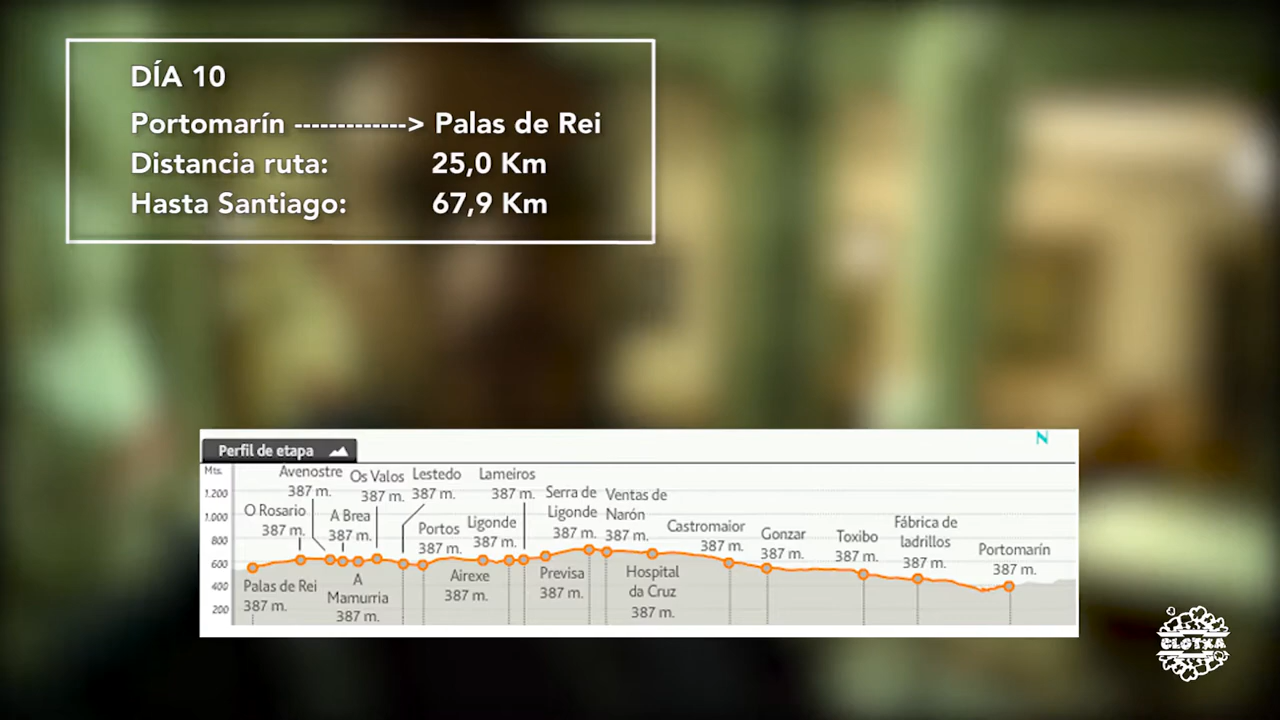 DÍA 10
Portomarín -------------> Palas de Rei
Distancia ruta: 25,0 Km
Hasta Santiago: 67,9 Km
N
Perfil de etapa
Mts.
1.200
1.000
800
600
400
200
Palas de Rei
387 m.
O Rosario
387 m.
Avenostre
387 m.
A Brea
387 m.
A
Mamurria
387 m.
Os Valos
387 m.
Lestedo
387 m.
Portos
387 m.
Airexe
387 m.
Ligonde
387 m.
Lameiros
387 m.
Previsa
387 m.
Serra de
Ligonde
387 m.
Ventas de
Narón
387 m.
Hospital
da Cruz
387 m.
Castromaior
387 m.
Gonzar
387 m.
Toxibo
387 m.
Fábrica de
ladrillos
387 m.
Portomarín
387 m.
CLOTXA